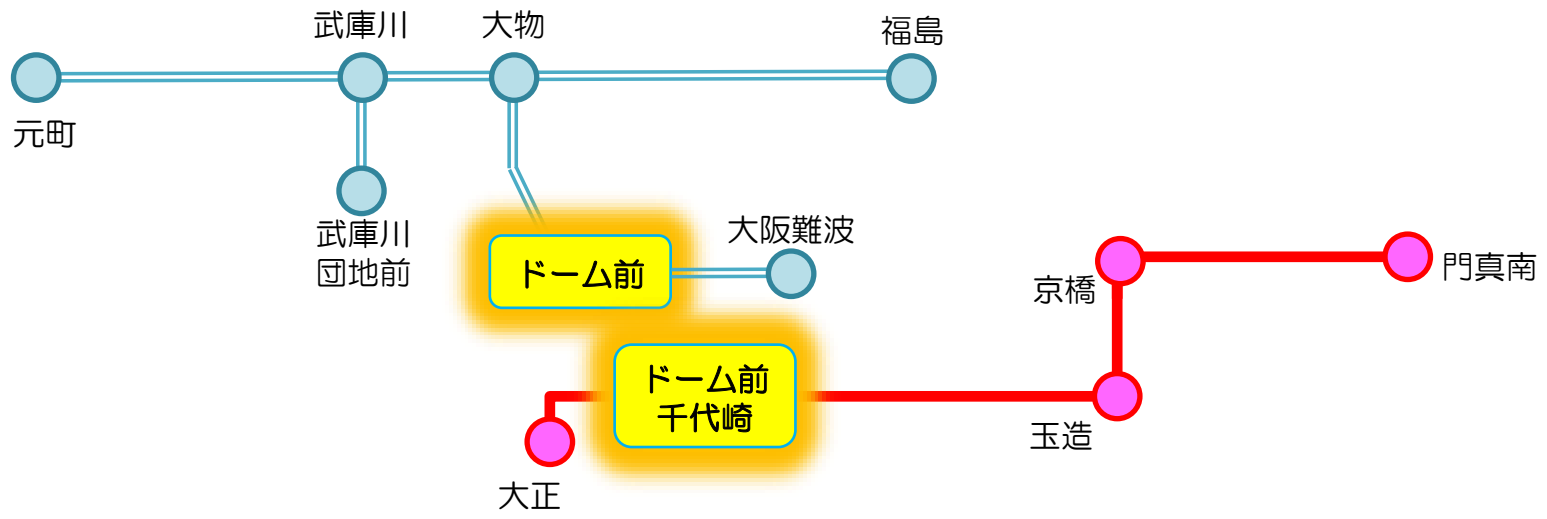 武庫川
大物
福島
元町
武庫川
団地前
大阪難波
ドーム前
京橋
門真南
ドーム前
千代崎
玉造
大正